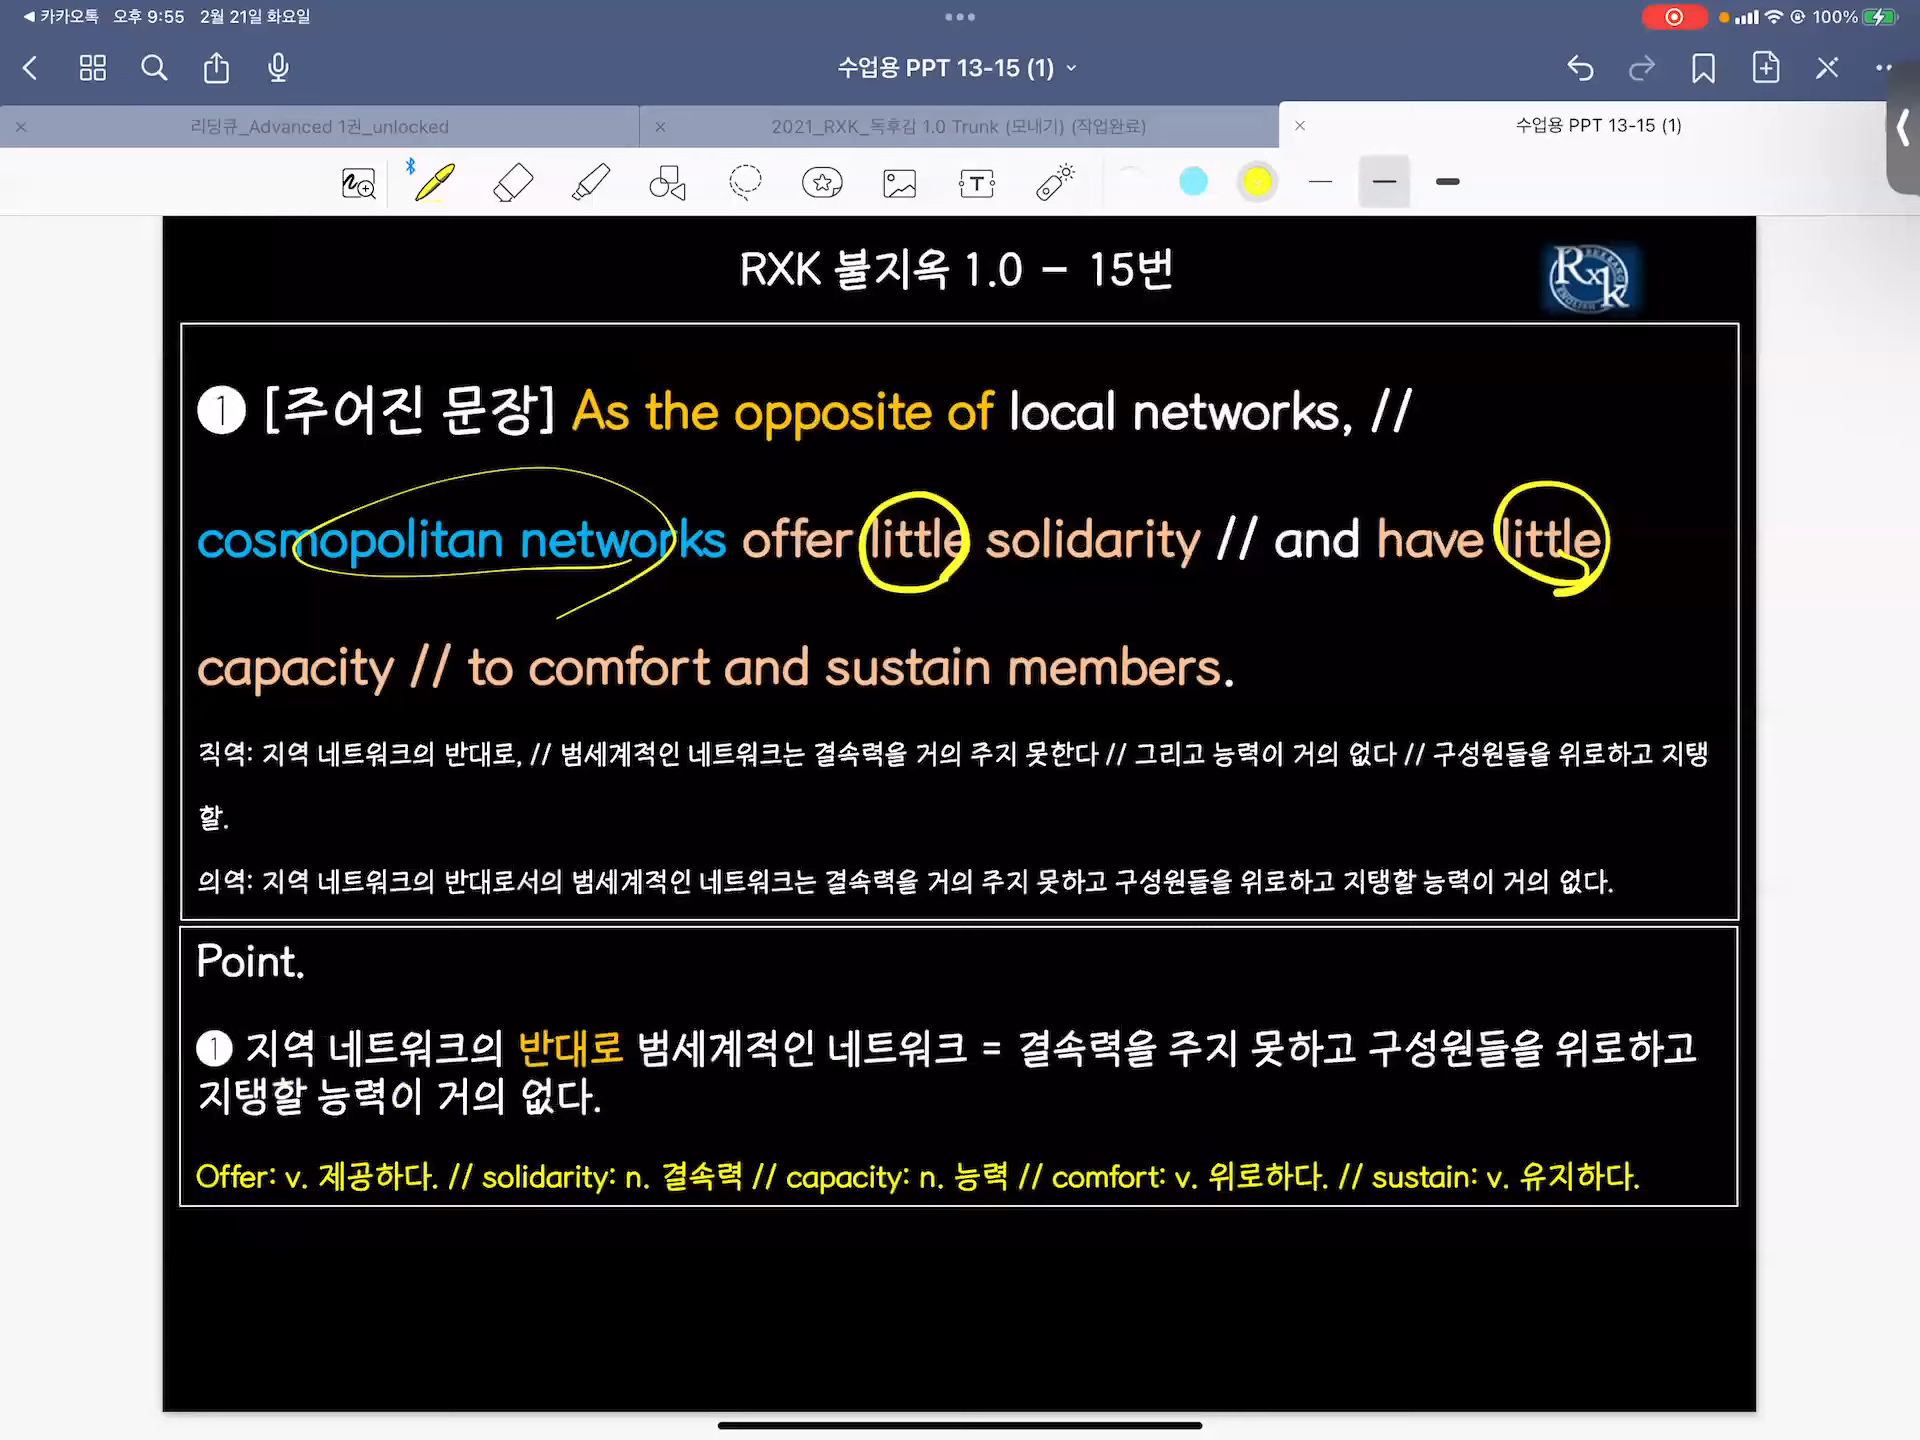 ◀ 카카오톡 오후 9:55 2월 21일 화요일
100%
수업용 PPT 13-15 (1)
리딩큐_Advanced 1권_unlocked
2021_RXK_독후감 1.0 Trunk (모내기) (작업완료)
수업용 PPT 13-15 (1)
RXK 불지옥 1.0 – 15번
RxK
❶ [주어진 문장] As the opposite of local networks, //
cosmopolitan networks offer little solidarity // and have little
capacity // to comfort and sustain members.
직역: 지역 네트워크의 반대로, // 범세계적인 네트워크는 결속력을 거의 주지 못한다 // 그리고 능력이 거의 없다 // 구성원들을 위로하고 지탱
할.
의역: 지역 네트워크의 반대로서의 범세계적인 네트워크는 결속력을 거의 주지 못하고 구성원들을 위로하고 지탱할 능력이 거의 없다.
Point.
❶ 지역 네트워크의 반대로 범세계적인 네트워크 = 결속력을 주지 못하고 구성원들을 위로하고
지탱할 능력이 거의 없다.
Offer: v. 제공하다. // solidarity: n. 결속력 // capacity: n. 능력 // comfort: v. 위로하다. // sustain: v. 유지하다.